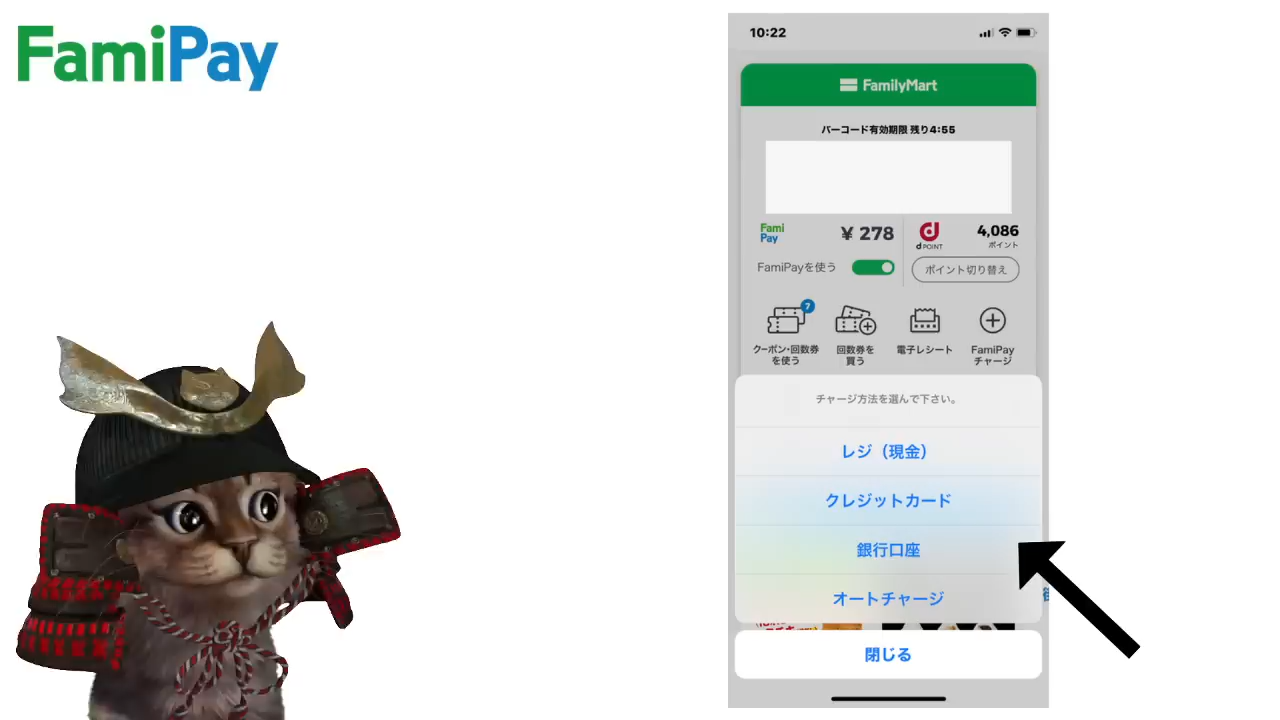 FamiPay
10:22
FamilyMart
バーコード有効期限 残り4:55
Fami
Pay
¥ 278
d POINT
4,086
ポイント
FamiPayを使う
ポイント切り替え
7
クーポン・回数券
を使う
回数券を
買う
電子レシート
FamiPay
チャージ
チャージ方法を選んで下さい。
レジ（現金）
クレジットカード
銀行口座
オートチャージ
閉じる